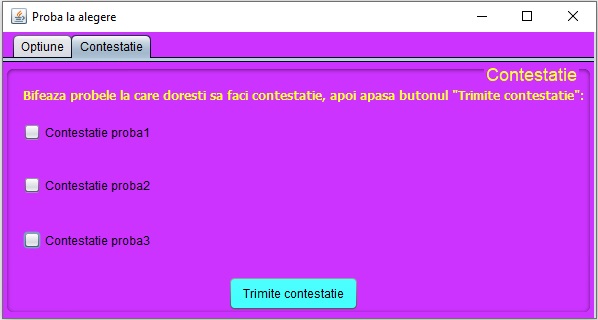 Proba la alegere
Optiune Contestatie
Contestatie
Bifeaza probele la care doresti sa faci contestatie, apoi apasa butonul "Trimite contestatie":
Contestatie proba1
Contestatie proba2
Contestatie proba3
Trimite contestatie